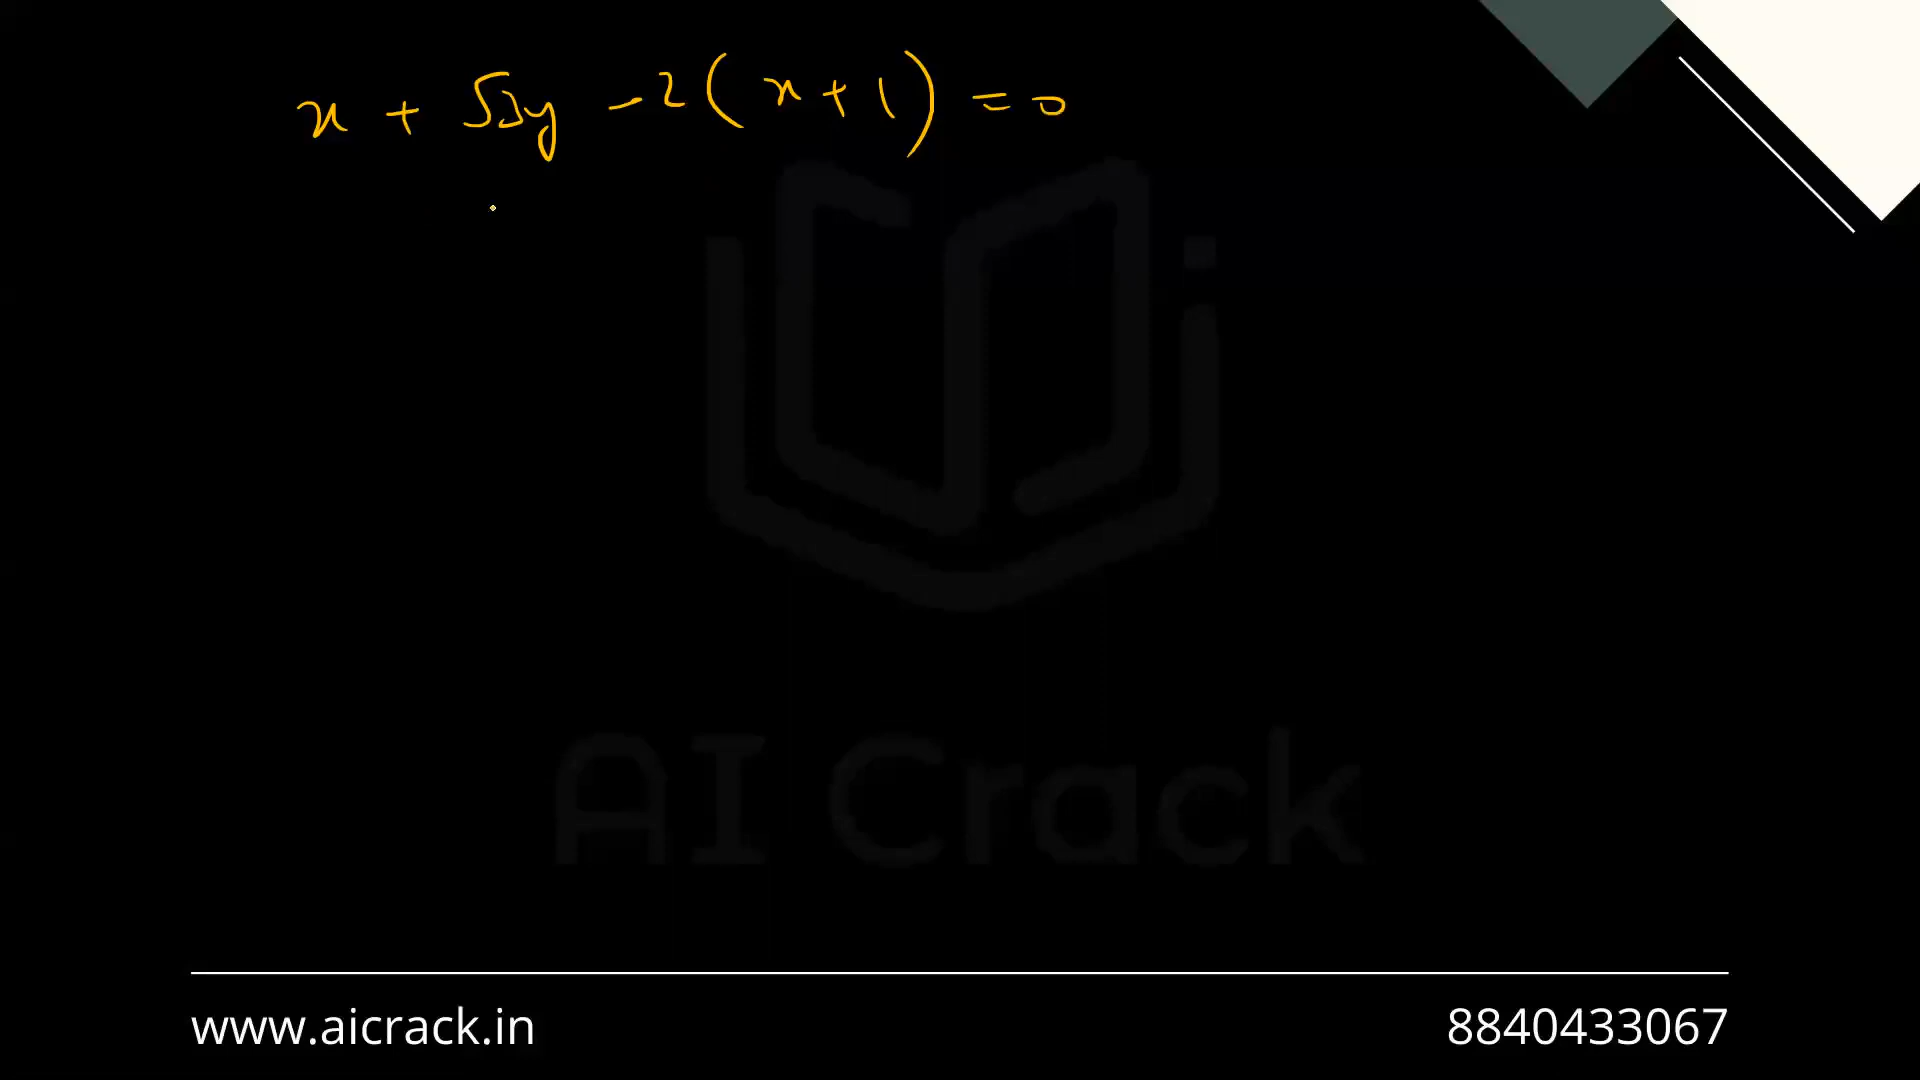 x + √3y - 2(x+1) = 0
AI Crack
www.aicrack.in
8840433067